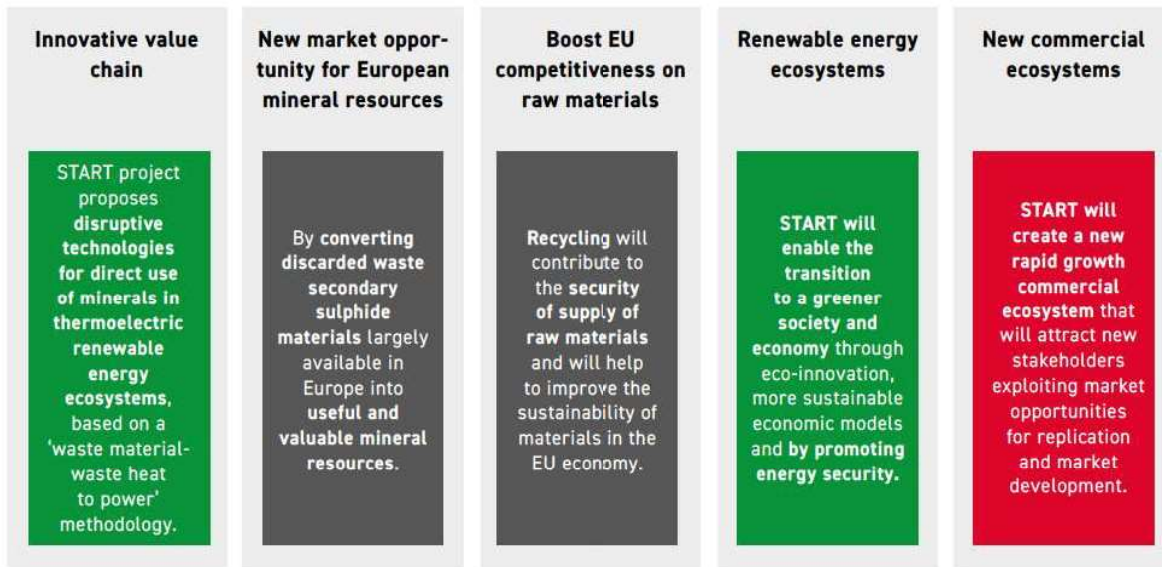 Innovative value
chain
START project
proposes
disruptive
technologies
for direct use
of minerals in
thermoelectric
renewable
energy
ecosystems,
based on a
‘waste material-
waste heat
to power’
methodology.
New market oppor-
tunity for European
mineral resources
By converting
discarded waste
secondary
sulphide
materials largely
available in
Europe into
useful and
valuable mineral
resources.
Boost EU
competitiveness on
raw materials
Recycling will
contribute to
the security
of supply of
raw materials
and will help
to improve the
sustainability of
materials in the
EU economy.
Renewable energy
ecosystems
START will
enable the
transition
to a greener
society and
economy through
eco-innovation,
more sustainable
economic models
and by promoting
energy security.
New commercial
ecosystems
START will
create a new
rapid growth
commercial
ecosystem that
will attract new
stakeholders
exploiting market
opportunities
for replication
and market
development.